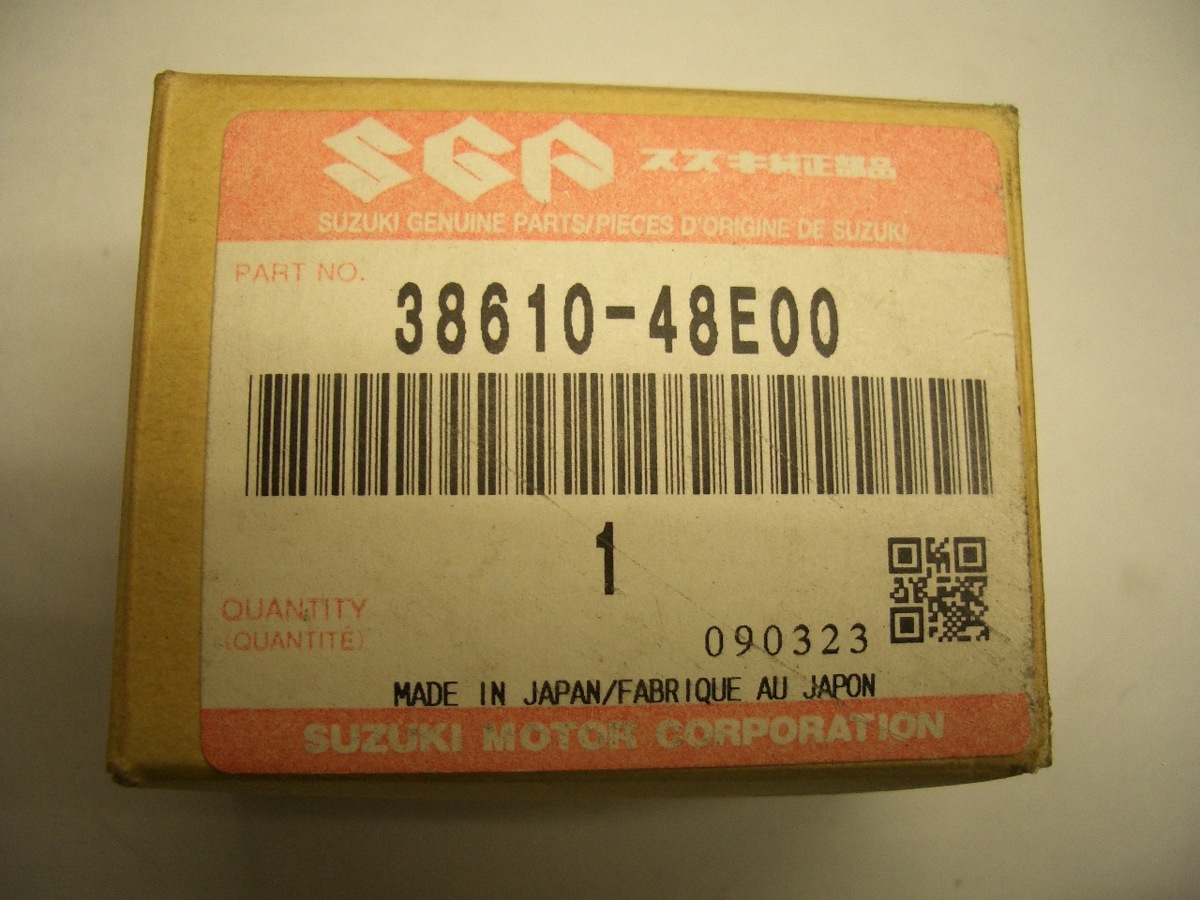 SGP スズキ純正部品
SUZUKI GENUINE PARTS/PIECES D'ORIGINE DE SUZUKI
PART NO.
38610-48E00
1
QUANTITY
(QUANTITÉ)
090323
MADE IN JAPAN/FABRIQUE AU JAPON
SUZUKI MOTOR CORPORATION